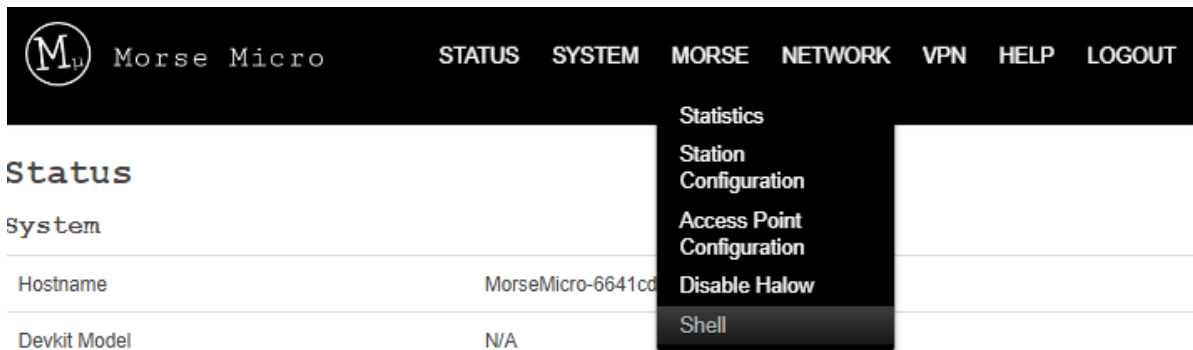 Mμ Morse Micro STATUS SYSTEM MORSE NETWORK VPN HELP LOGOUT
Statistics
Station
Configuration
Access Point
Configuration
Disable Halow
Shell
Status
System
Hostname MorseMicro-6641cd
Devkit Model N/A